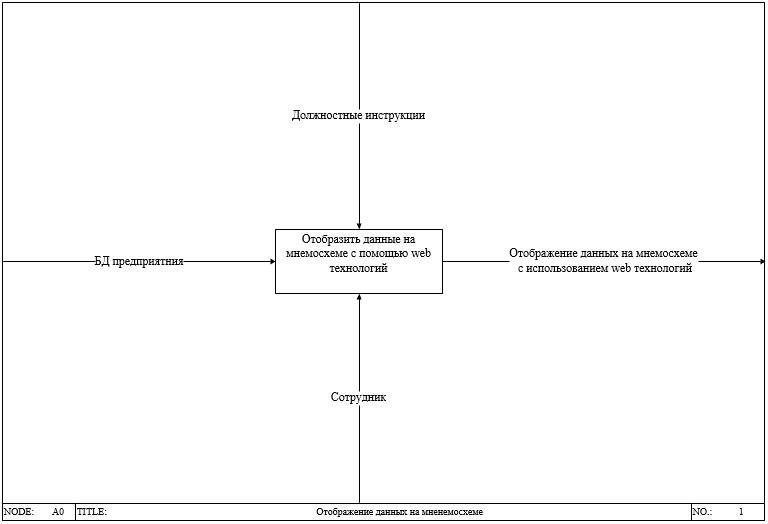 Должностные инструкции
Отобразить данные на
мнемосхеме с помощью web
технологий
БД предприятния
Отображение данных на мнемосхеме
с использованием web технологий
Сотрудник
NODE: A0 TITLE: Отображение данных на мненемосхеме NO.: 1